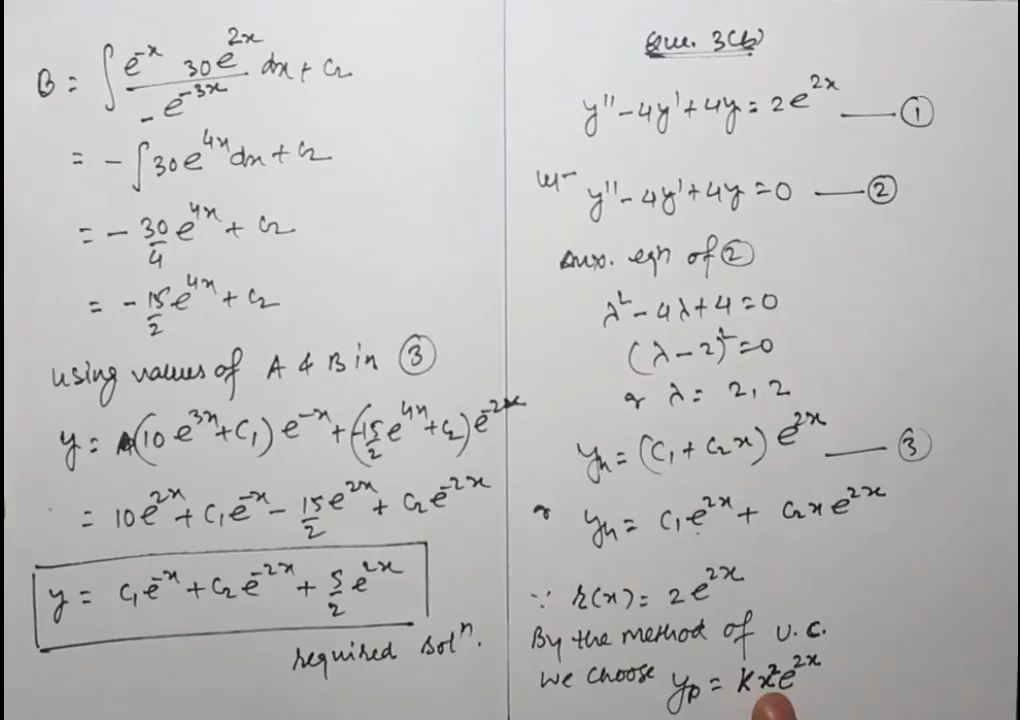 B = ∫ e^-x 30e^2x / -e^-3x dx + c₂
= - ∫ 30e^4x dx + c₂
= - 30/4 e^4x + c₂
= - 15/2 e^4x + c₂
using values of A & B in ③
y = (10 e^3x + c₁) e^-x + (-15/2 e^4x + c₂) e^-2x
= 10e^2x + c₁e^-x - 15/2 e^2x + c₂e^-2x
y = c₁e^-x + c₂e^-2x + 5/2 e^2x
required solⁿ.
Que. 3(b)
y'' - 4y' + 4y = 2e^2x — ①
y'' - 4y' + 4y = 0 — ②
Aux. eqn of ②
λ² - 4λ + 4 = 0
(λ - 2)² = 0
or λ = 2, 2
yₕ = (c₁ + c₂x) e^2x — ③
or yₕ = c₁e^2x + c₂xe^2x
∵ r(x) = 2e^2x
By the method of U.C.
We choose yₚ = kx²e^2x